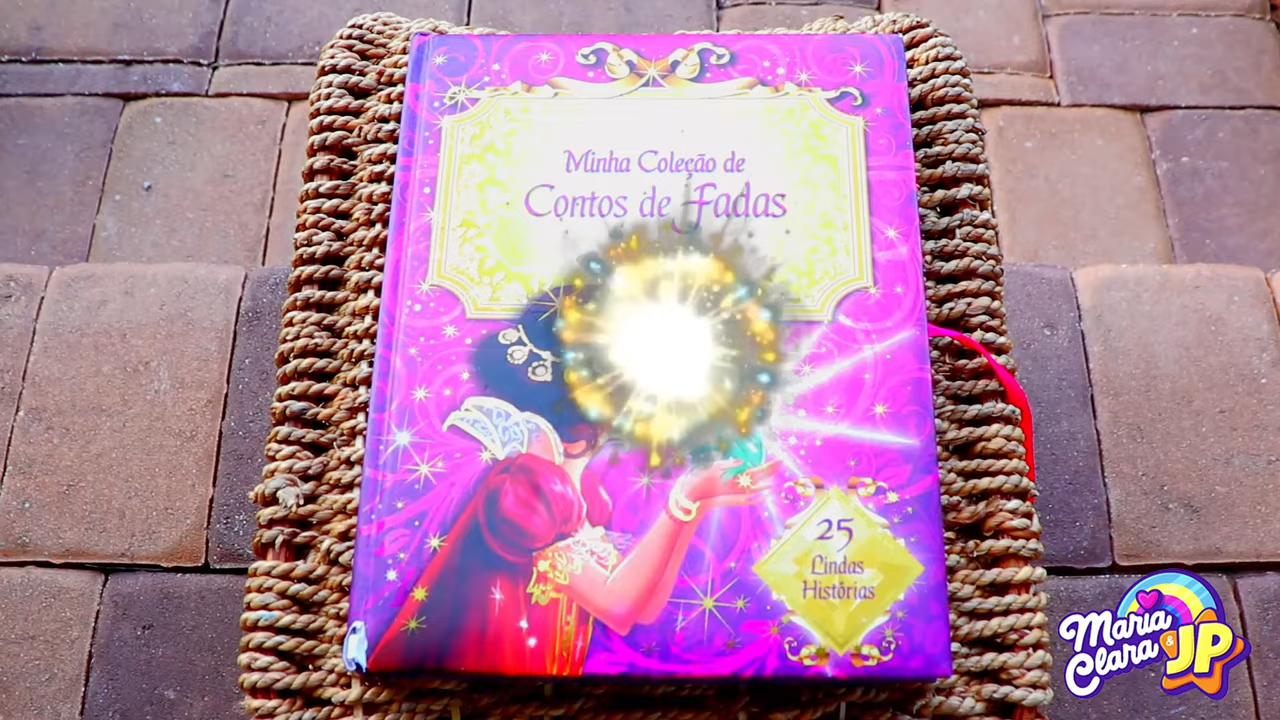 Minha Coleção de
Contos de Fadas
25
Lindas
Histórias
Maria
Clara & JP